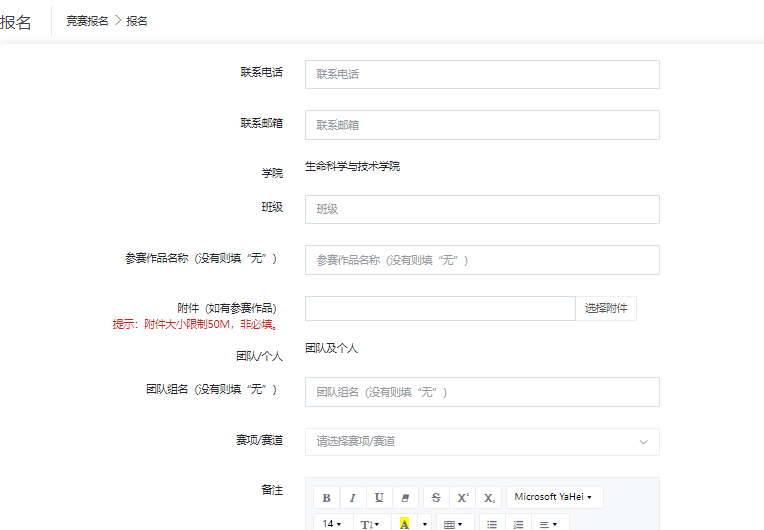 报名 竞赛报名 > 报名
联系电话 联系电话
联系邮箱 联系邮箱
学院 生命科学与技术学院
班级 班级
参赛作品名称（没有则填“无”） 参赛作品名称（没有则填“无”）
附件（如有参赛作品） 选择附件
提示：附件大小限制50M，非必填。
团队/个人 团队及个人
团队组名（没有则填“无”） 团队组名（没有则填“无”）
赛项/赛道 请选择赛项/赛道
备注
B I U S X² X₂ Microsoft YaHei
14 T A